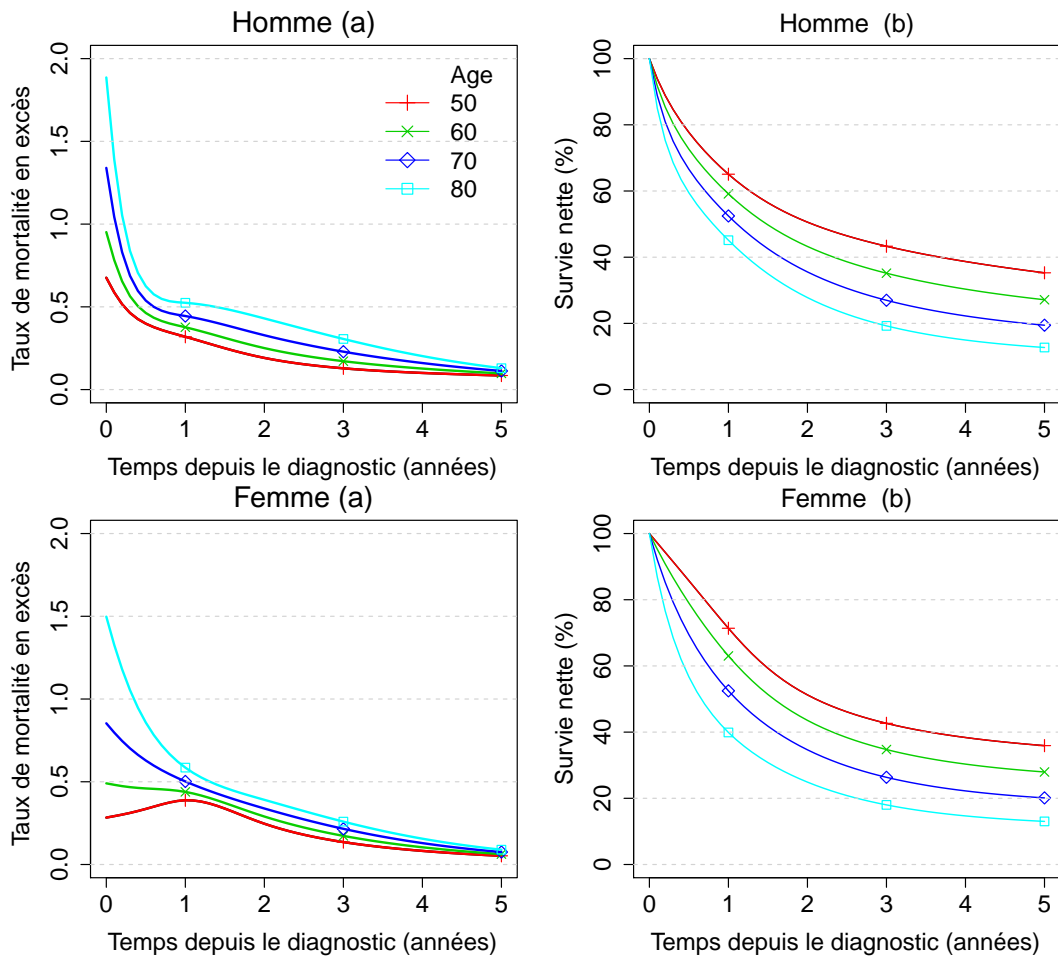 Homme (a)
Taux de mortalité en excès
2.0
1.5
1.0
0.5
0.0
Age
50
60
70
80
0 1 2 3 4 5
Temps depuis le diagnostic (années)
Homme (b)
Survie nette (%)
100
80
60
40
20
0
0 1 2 3 4 5
Temps depuis le diagnostic (années)
Femme (a)
Taux de mortalité en excès
2.0
1.5
1.0
0.5
0.0
0 1 2 3 4 5
Temps depuis le diagnostic (années)
Femme (b)
Survie nette (%)
100
80
60
40
20
0
0 1 2 3 4 5
Temps depuis le diagnostic (années)